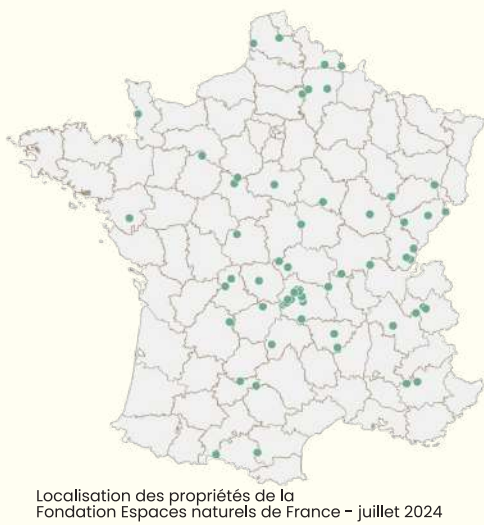 Localisation des propriétés de la
Fondation Espaces naturels de France - juillet 2024